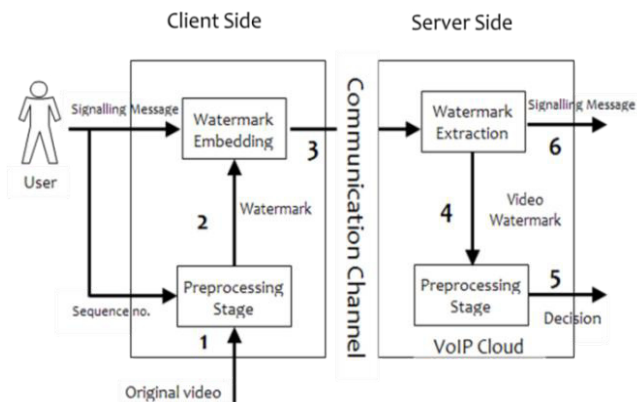 Client Side
Server Side
Signalling Message
Watermark
Embedding
3
Communication Channel
Watermark
Extraction
Signalling Message
6
User
2
Watermark
4
Video
Watermark
Sequence no.
Preprocessing
Stage
1
Preprocessing
Stage
5
Decision
VoIP Cloud
Original video